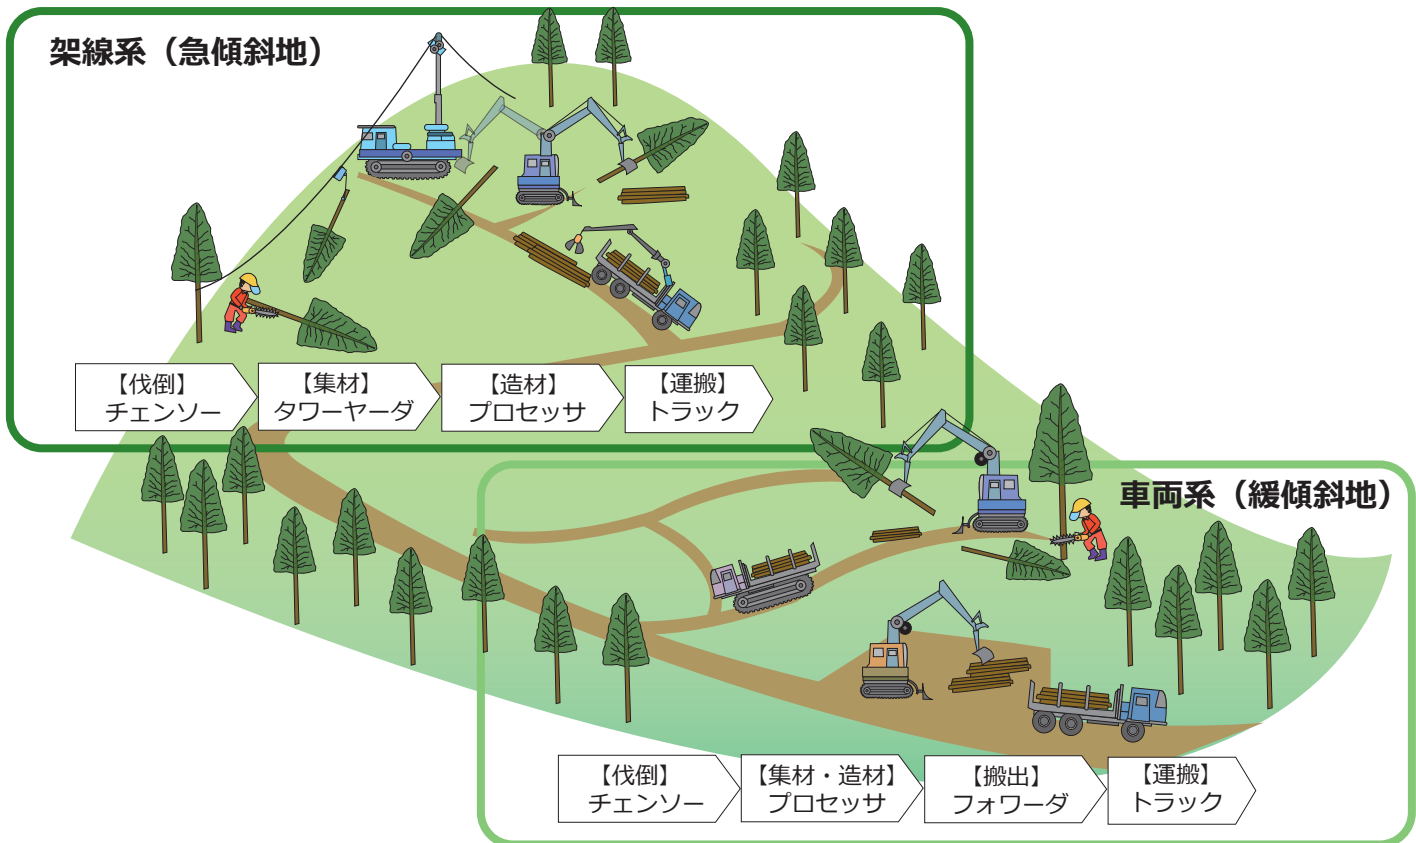 架線系（急傾斜地）
【伐倒】
チェンソー
【集材】
タワーヤーダ
【造材】
プロセッサ
【運搬】
トラック
車両系（緩傾斜地）
【伐倒】
チェンソー
【集材・造材】
プロセッサ
【搬出】
フォワーダ
【運搬】
トラック